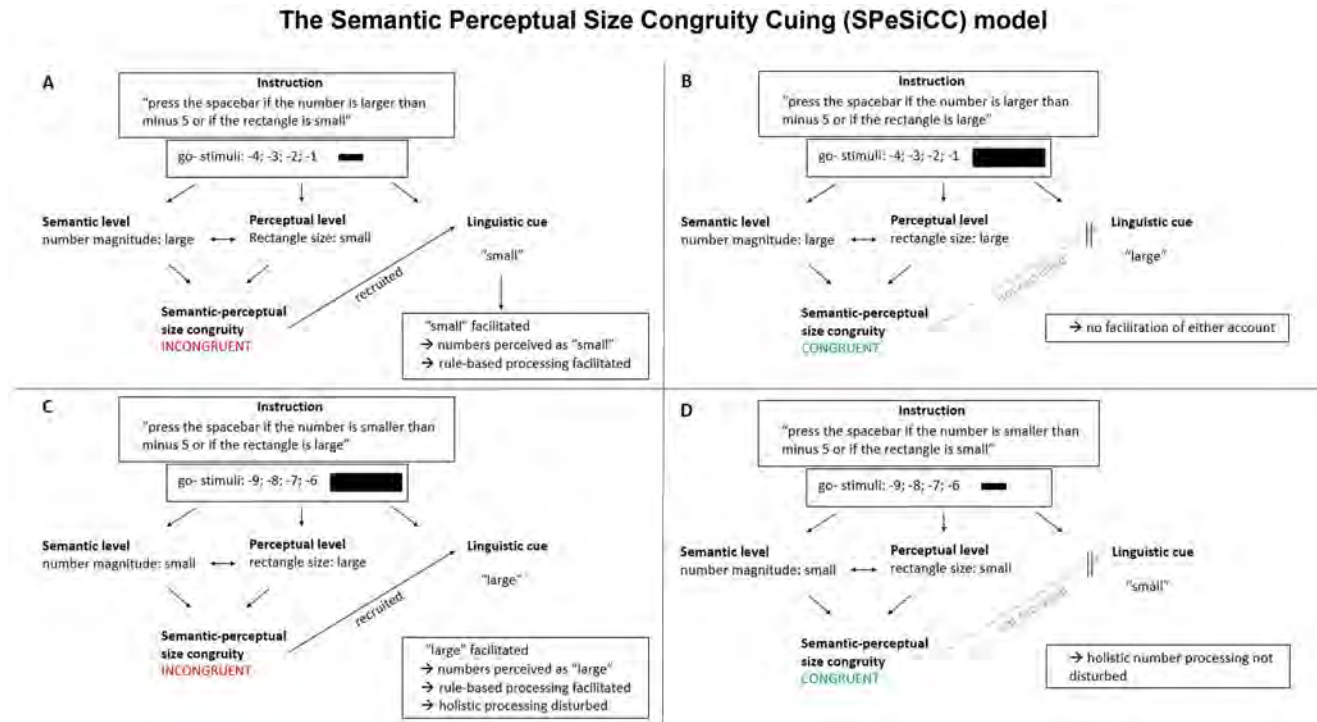 The Semantic Perceptual Size Congruity Cuing (SPeSiCC) model
A
Instruction
"press the spacebar if the number is larger than
minus 5 or if the rectangle is small"
go- stimuli: -4; -3; -2; -1
Semantic level
number magnitude: large
Perceptual level
Rectangle size: small
Linguistic cue
"small"
recruited
Semantic-perceptual
size congruity
INCONGRUENT
"small" facilitated
→ numbers perceived as "small"
→ rule-based processing facilitated
B
Instruction
"press the spacebar if the number is larger than
minus 5 or if the rectangle is large"
go- stimuli: -4; -3; -2; -1
Semantic level
number magnitude: large
Perceptual level
rectangle size: large
Linguistic cue
"large"
not recruited
Semantic-perceptual
size congruity
CONGRUENT
→ no facilitation of either account
C
Instruction
"press the spacebar if the number is smaller than
minus 5 or if the rectangle is large"
go- stimuli: -9; -8; -7; -6
Semantic level
number magnitude: small
Perceptual level
rectangle size: large
Linguistic cue
"large"
recruited
Semantic-perceptual
size congruity
INCONGRUENT
"large" facilitated
→ numbers perceived as "large"
→ rule-based processing facilitated
→ holistic processing disturbed
D
Instruction
"press the spacebar if the number is smaller than
minus 5 or if the rectangle is small"
go- stimuli: -9; -8; -7; -6
Semantic level
number magnitude: small
Perceptual level
rectangle size: small
Linguistic cue
"small"
not recruited
Semantic-perceptual
size congruity
CONGRUENT
→ holistic number processing not
disturbed